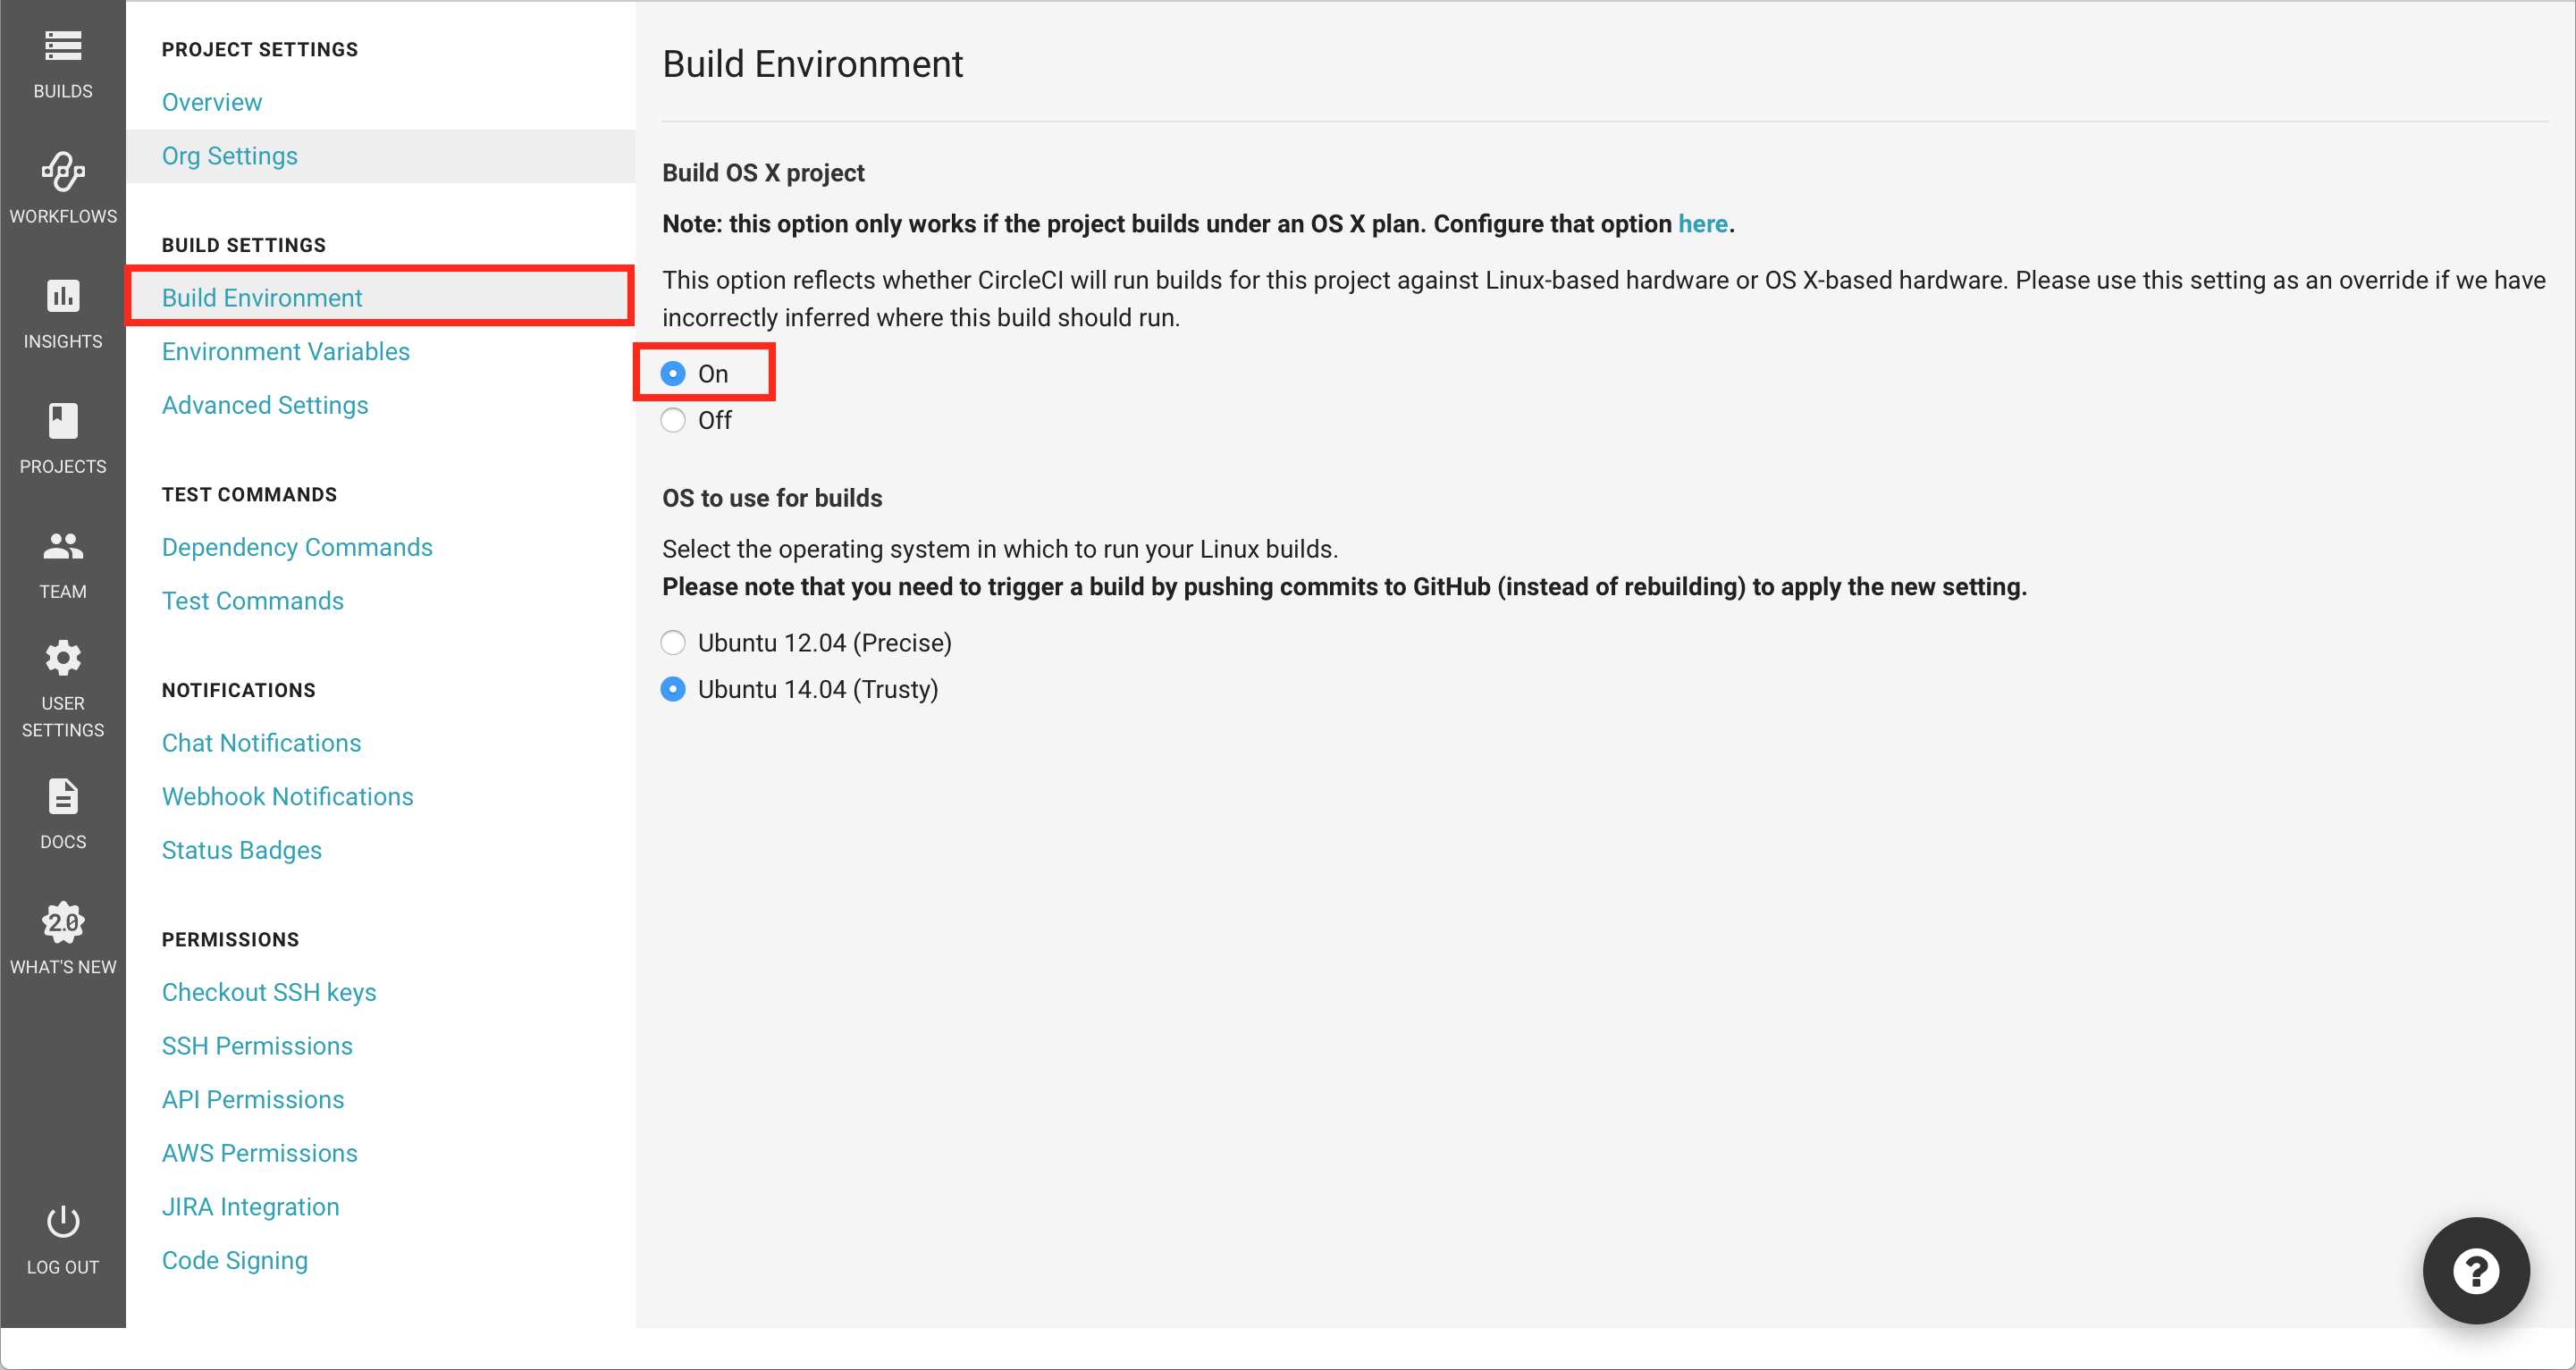 BUILDS
WORKFLOWS
INSIGHTS
PROJECTS
TEAM
USER
SETTINGS
DOCS
2.0
WHAT'S NEW
LOG OUT
PROJECT SETTINGS
Overview
Org Settings
BUILD SETTINGS
Build Environment
Environment Variables
Advanced Settings
TEST COMMANDS
Dependency Commands
Test Commands
NOTIFICATIONS
Chat Notifications
Webhook Notifications
Status Badges
PERMISSIONS
Checkout SSH keys
SSH Permissions
API Permissions
AWS Permissions
JIRA Integration
Code Signing
Build Environment
Build OS X project
Note: this option only works if the project builds under an OS X plan. Configure that option here.
This option reflects whether CircleCI will run builds for this project against Linux-based hardware or OS X-based hardware. Please use this setting as an override if we have
incorrectly inferred where this build should run.
On
Off
OS to use for builds
Select the operating system in which to run your Linux builds.
Please note that you need to trigger a build by pushing commits to GitHub (instead of rebuilding) to apply the new setting.
Ubuntu 12.04 (Precise)
Ubuntu 14.04 (Trusty)
?